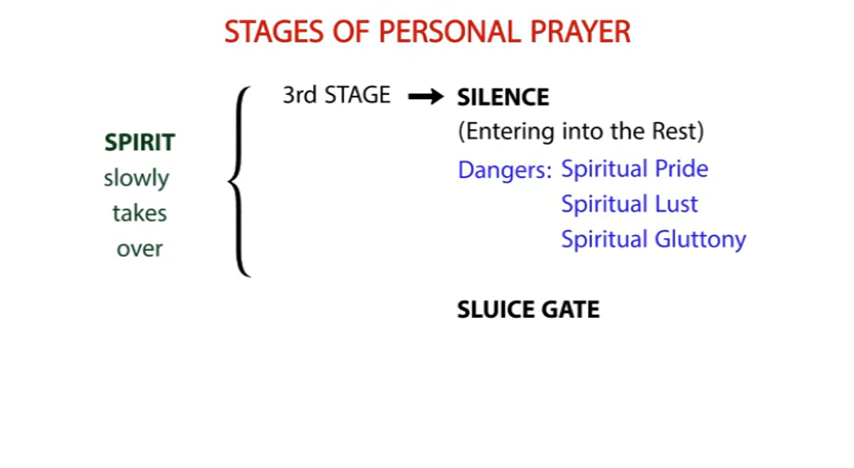 STAGES OF PERSONAL PRAYER
3rd STAGE → SILENCE
(Entering into the Rest)
SPIRIT
slowly
takes
over
Dangers: Spiritual Pride
Spiritual Lust
Spiritual Gluttony
SLUICE GATE